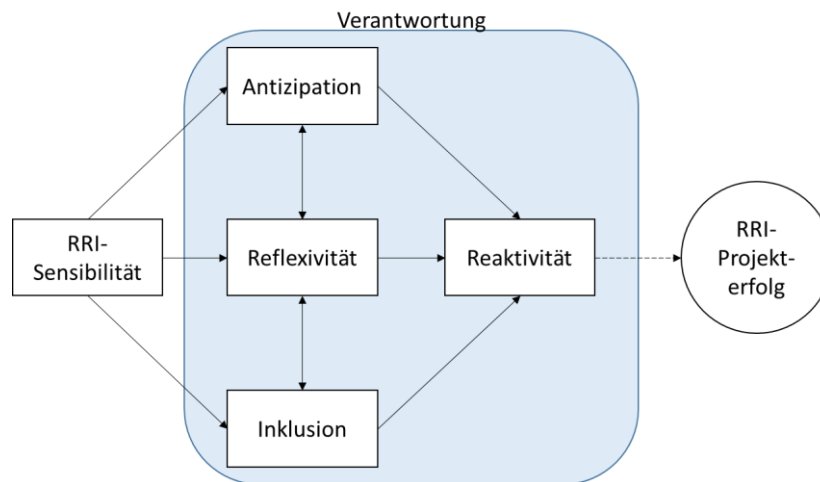 Verantwortung
Antizipation
RRI-
Sensibilität
Reflexivität
Reaktivität
RRI-
Projekt-
erfolg
Inklusion